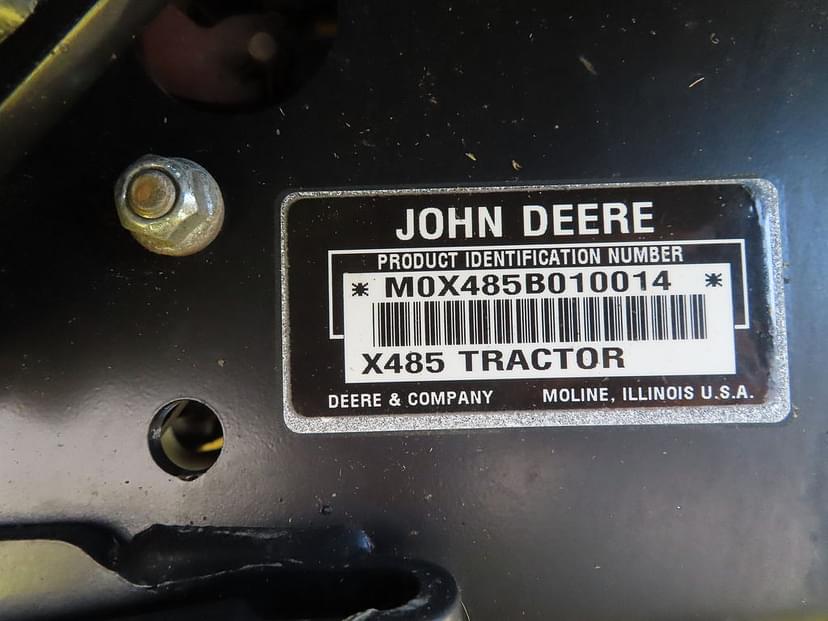 JOHN DEERE
PRODUCT IDENTIFICATION NUMBER
* M0X485B010014 *
X485 TRACTOR
DEERE & COMPANY MOLINE, ILLINOIS U.S.A.